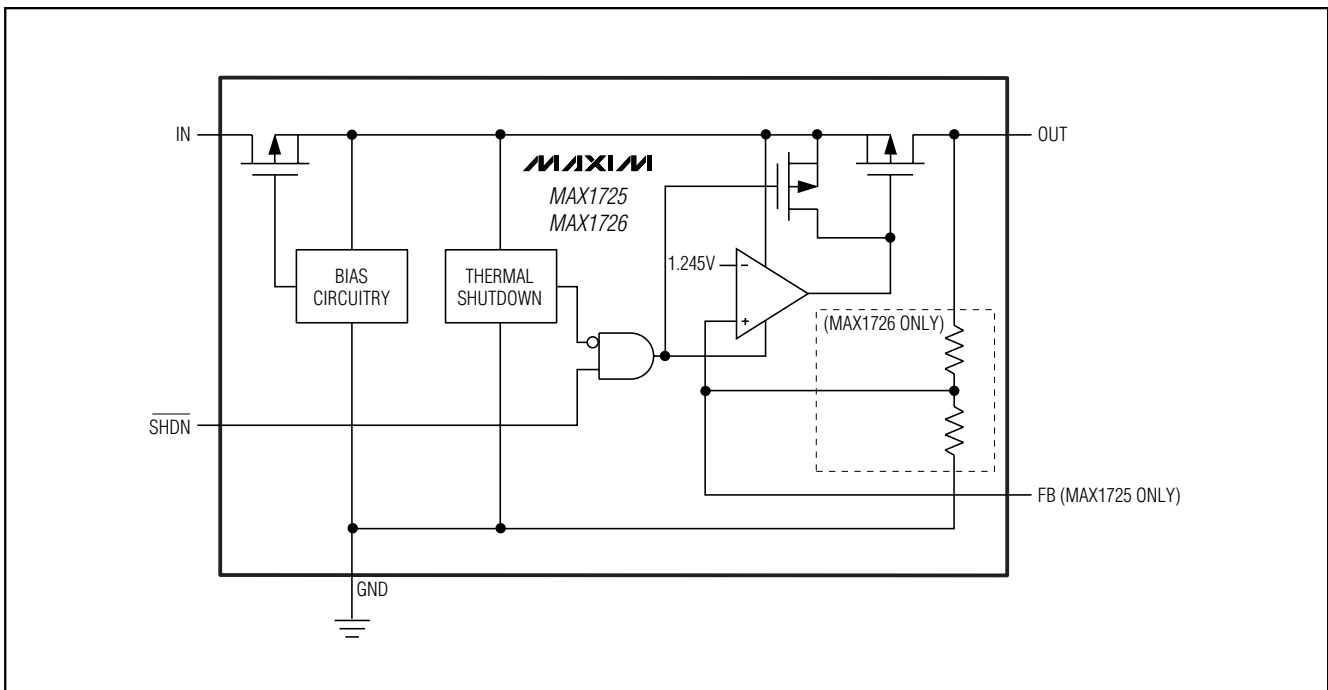 IN
OUT
MAXIM
MAX1725
MAX1726
1.245V
−
+
BIAS
CIRCUITRY
THERMAL
SHUTDOWN
(MAX1726 ONLY)
SHDN
FB (MAX1725 ONLY)
GND